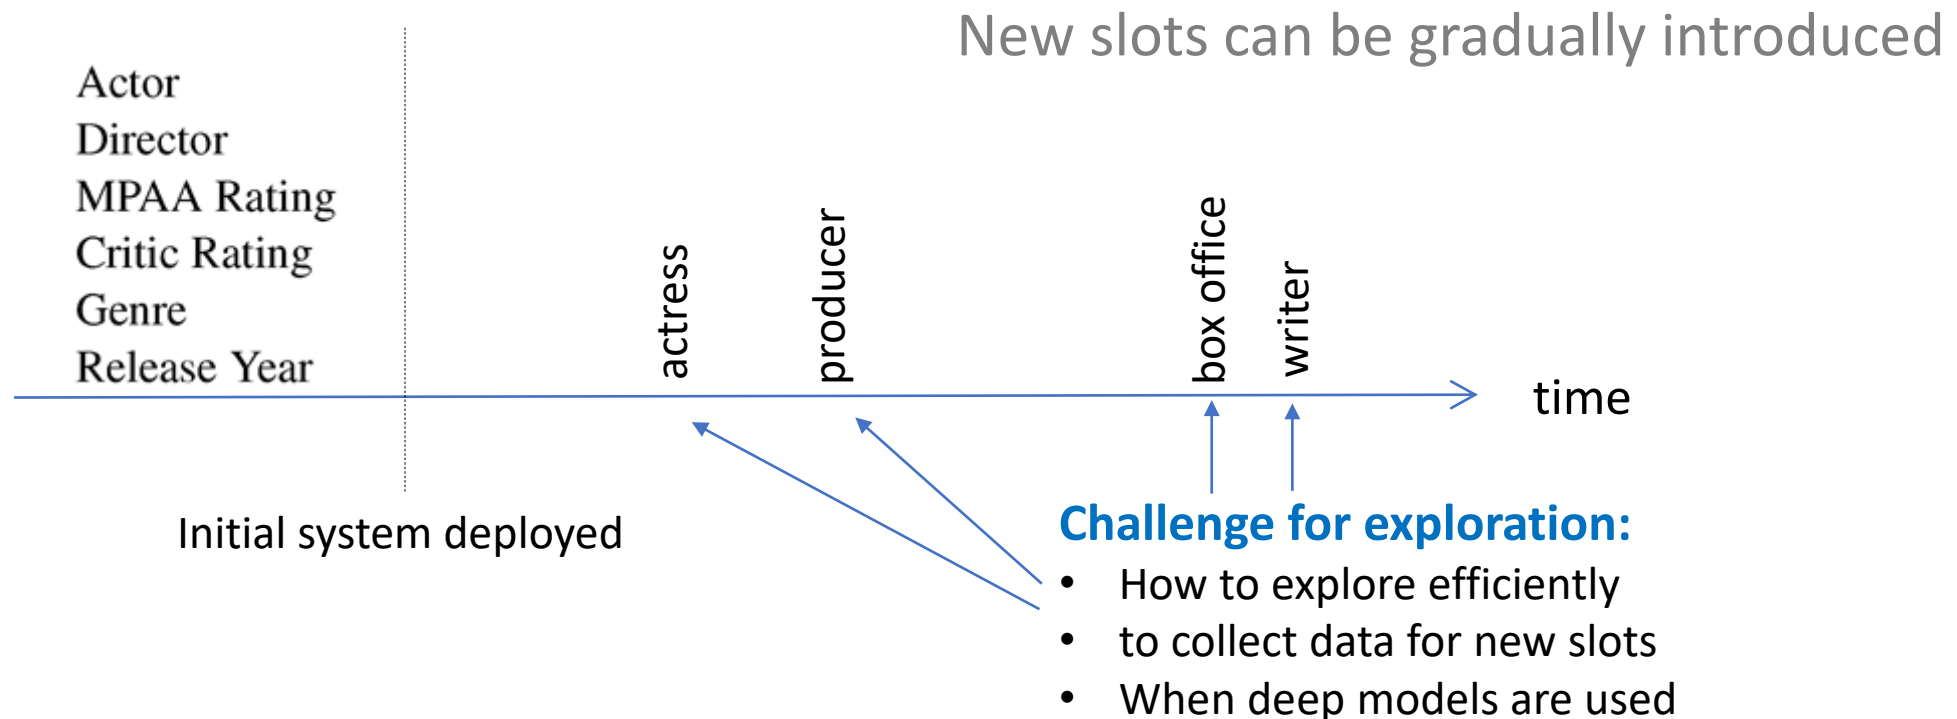 New slots can be gradually introduced
Actor
Director
MPAA Rating
Critic Rating
Genre
Release Year
actress
producer
box office
writer
time
Initial system deployed
Challenge for exploration:
• How to explore efficiently
• to collect data for new slots
• When deep models are used